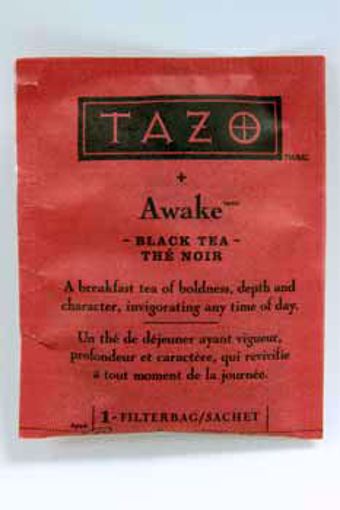 TAZO
+
Awake
- BLACK TEA -
THÉ NOIR
A breakfast tea of boldness, depth and
character, invigorating any time of day.
Un thé de déjeuner ayant vigueur,
profondeur et caractère, qui revivifie
à tout moment de la journée.
1 - FILTERBAG/SACHET